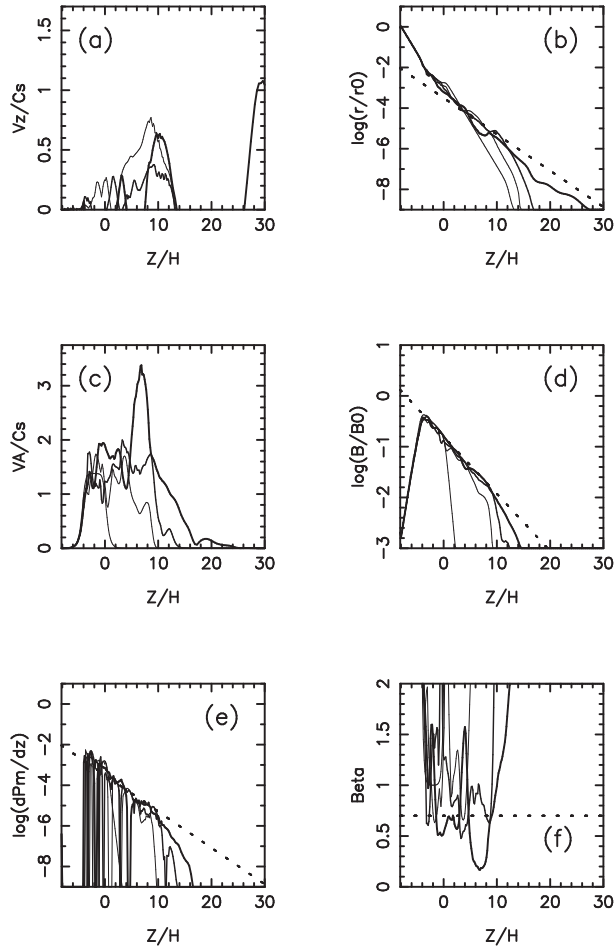 (a)
Vz/Cs
1.5
1
0.5
0
0 10 20 30
Z/H
(b)
log(r/r0)
0
−2
−4
−6
−8
0 10 20 30
Z/H
(c)
VA/Cs
3
2
1
0
0 10 20 30
Z/H
(d)
log(B/B0)
1
0
−1
−2
−3
0 10 20 30
Z/H
(e)
log(dPm/dz)
0
−2
−4
−6
−8
0 10 20 30
Z/H
(f)
Beta
2
1.5
1
0.5
0
0 10 20 30
Z/H